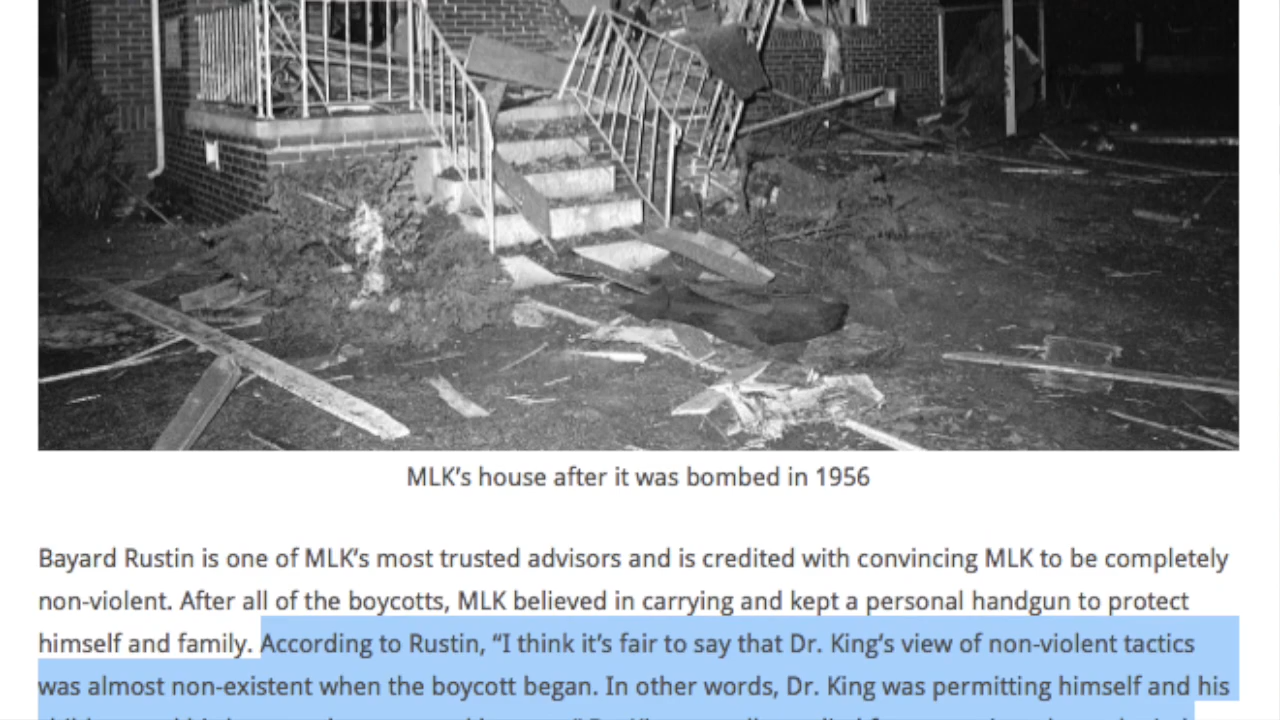 MLK’s house after it was bombed in 1956
Bayard Rustin is one of MLK’s most trusted advisors and is credited with convincing MLK to be completely
non-violent. After all of the boycotts, MLK believed in carrying and kept a personal handgun to protect
himself and family. According to Rustin, “I think it’s fair to say that Dr. King’s view of non-violent tactics
was almost non-existent when the boycott began. In other words, Dr. King was permitting himself and his